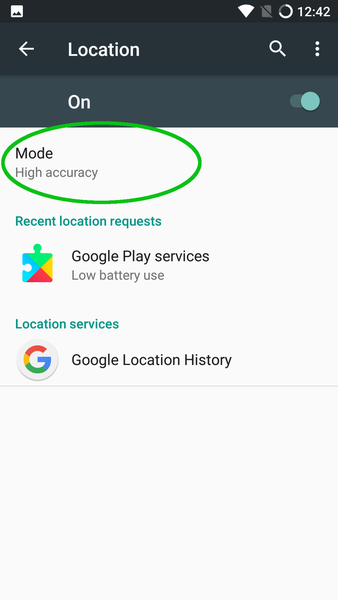 12:42
Location
On
Mode
High accuracy
Recent location requests
Google Play services
Low battery use
Location services
Google Location History